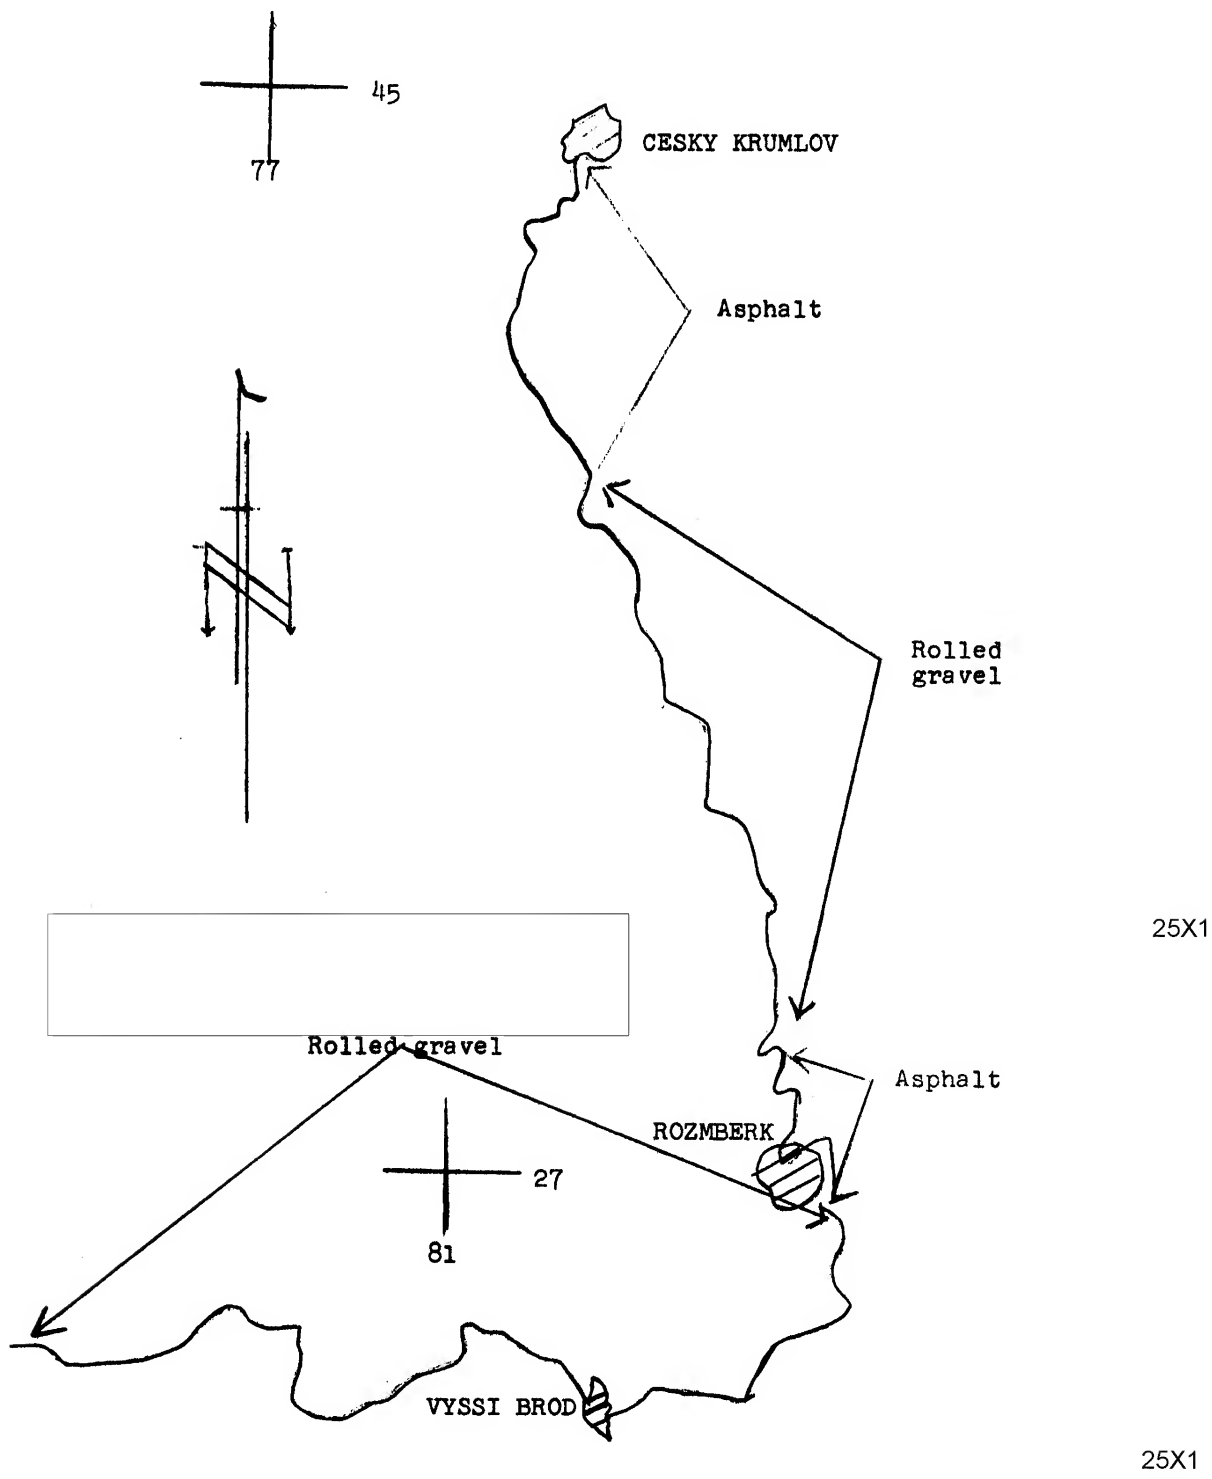 45
77
CESKY KRUMLOV
Asphalt
Rolled
gravel
25X1
Rolled gravel
Asphalt
ROZMBERK
27
81
VYSSI BROD
25X1